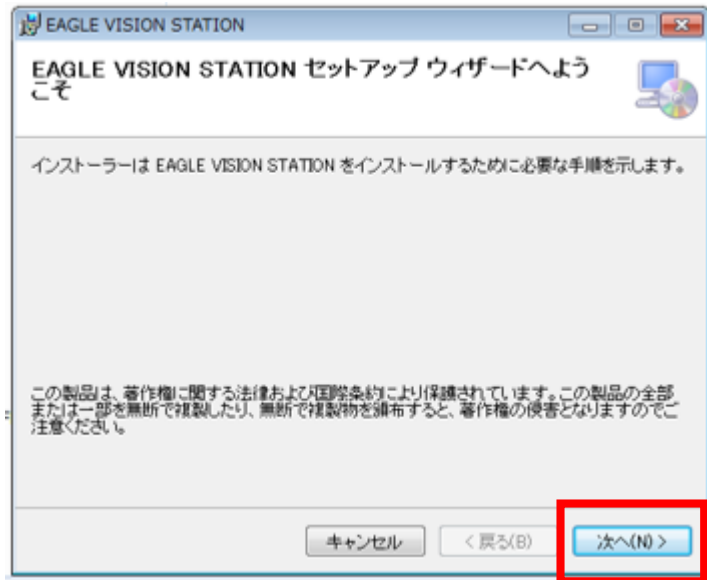 EAGLE VISION STATION
EAGLE VISION STATION セットアップ ウィザードへよう
こそ
インストーラーは EAGLE VISION STATION をインストールするために必要な手順を示します。
この製品は、著作権に関する法律および国際条約により保護されています。この製品の全部
または一部を無断で複製したり、無断で複製物を頒布すると、著作権の侵害となりますのでご
注意ください。
キャンセル
< 戻る(B)
次へ(N) >